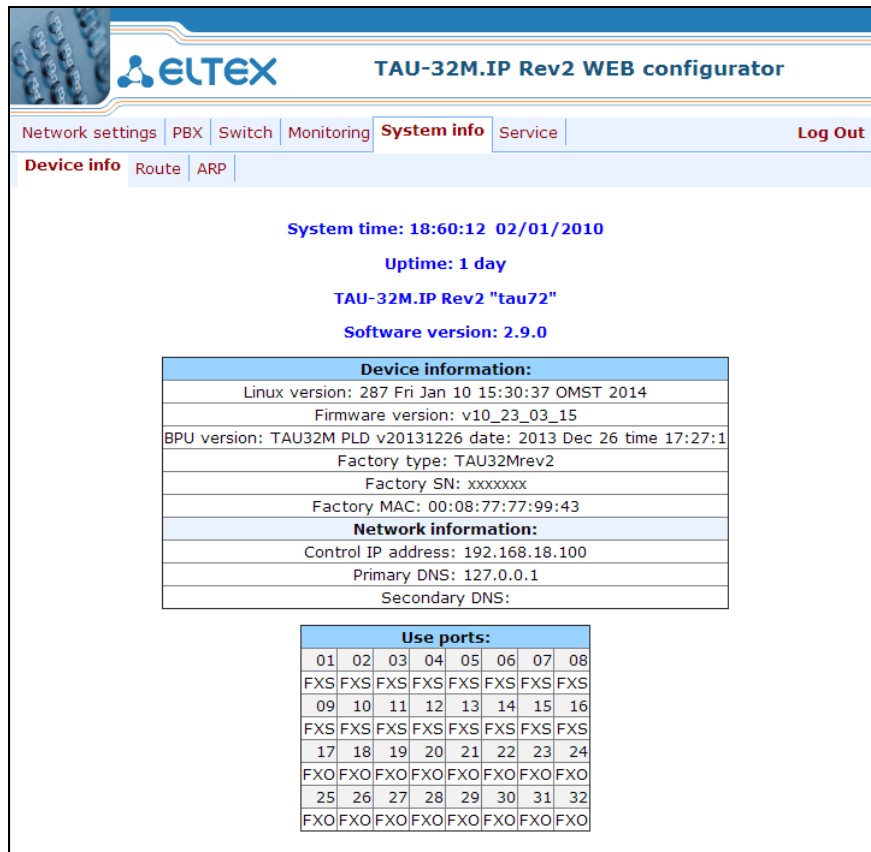 ELTEX TAU-32M.IP Rev2 WEB configurator
Network settings PBX Switch Monitoring System info Service Log Out
Device info Route ARP
System time: 18:60:12 02/01/2010
Uptime: 1 day
TAU-32M.IP Rev2 "tau72"
Software version: 2.9.0
Device information:
Linux version: 287 Fri Jan 10 15:30:37 OMST 2014
Firmware version: v10_23_03_15
BPU version: TAU32M PLD v20131226 date: 2013 Dec 26 time 17:27:1
Factory type: TAU32Mrev2
Factory SN: xxxxxxx
Factory MAC: 00:08:77:77:99:43
Network information:
Control IP address: 192.168.18.100
Primary DNS: 127.0.0.1
Secondary DNS:
Use ports:
01 02 03 04 05 06 07 08
FXS FXS FXS FXS FXS FXS FXS FXS
09 10 11 12 13 14 15 16
FXS FXS FXS FXS FXS FXS FXS FXS
17 18 19 20 21 22 23 24
FXO FXO FXO FXO FXO FXO FXO FXO
25 26 27 28 29 30 31 32
FXO FXO FXO FXO FXO FXO FXO FXO